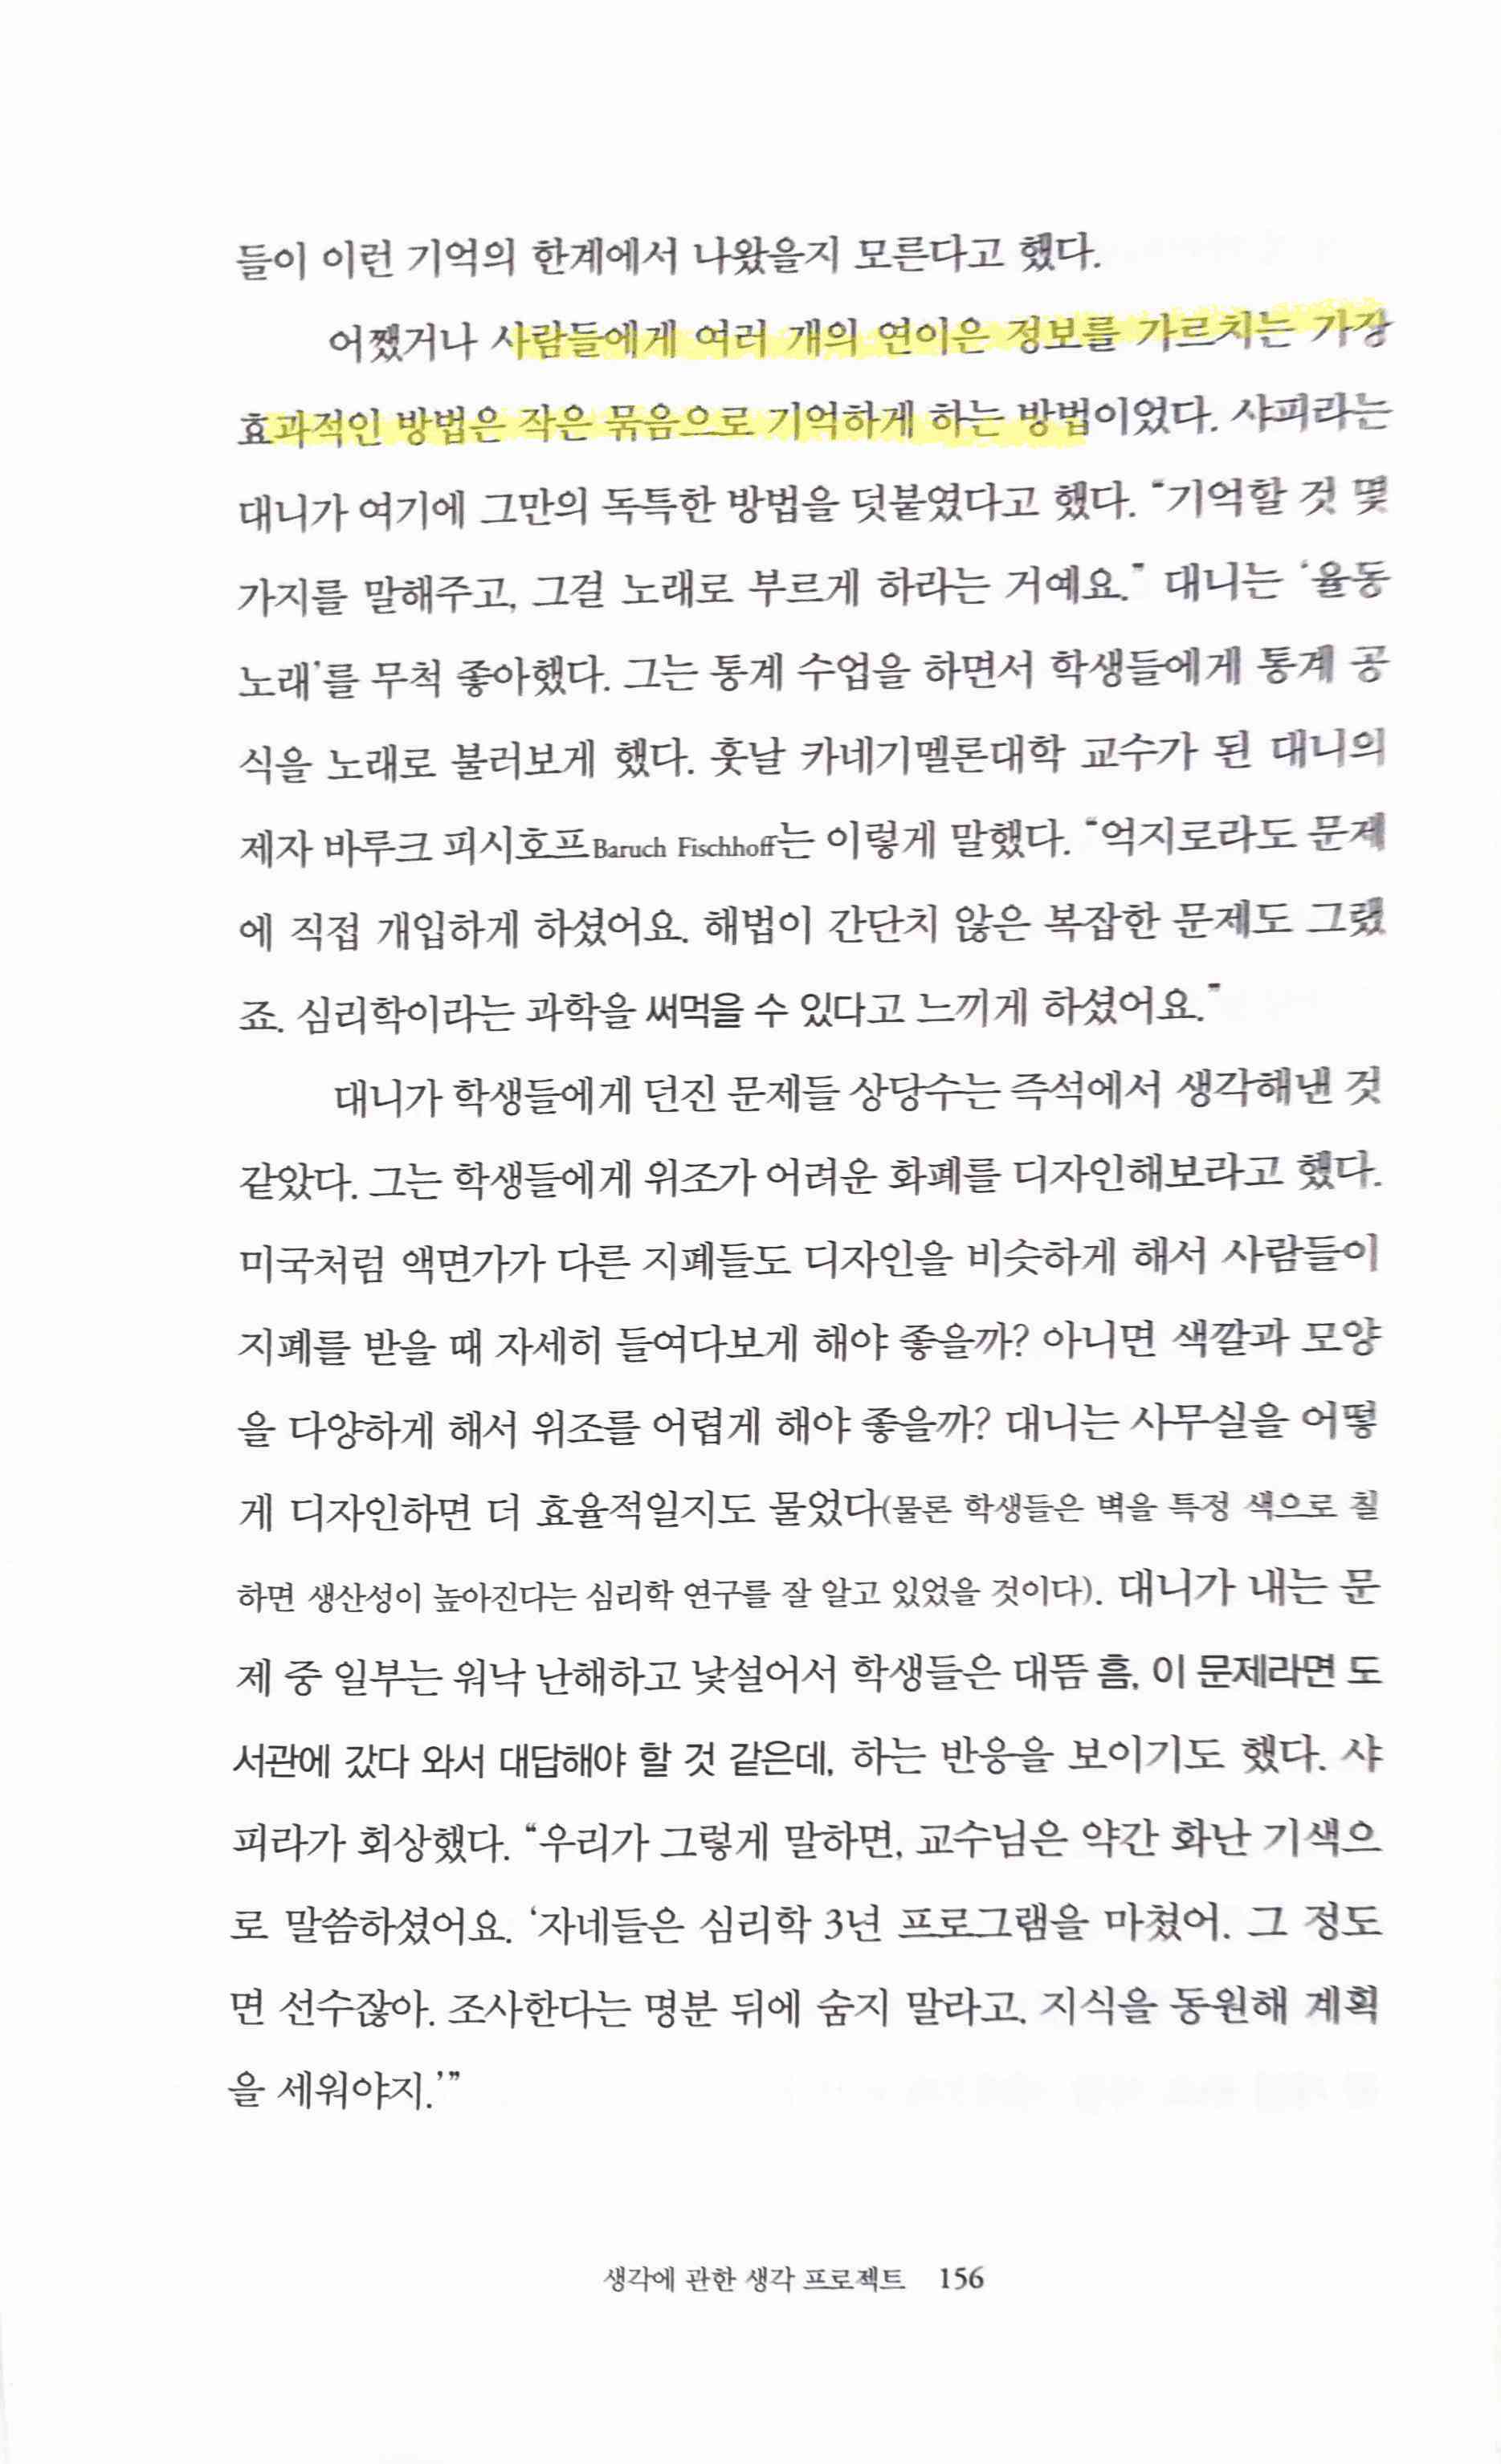 들이 이런 기억의 한계에서 나왔을지 모른다고 했다.
어쨌거나 사람들에게 여러 개의 연이은 정보를 가르치는 가장
효과적인 방법은 작은 묶음으로 기억하게 하는 방법이었다. 샤피라는
대니가 여기에 그만의 독특한 방법을 덧붙였다고 했다. “기억할 것 몇
가지를 말해주고, 그걸 노래로 부르게 하라는 거예요.” 대니는 ‘율동
노래’를 무척 좋아했다. 그는 통계 수업을 하면서 학생들에게 통계 공
식을 노래로 불러보게 했다. 훗날 카네기멜론대학 교수가 된 대니의
제자 바루크 피시호프Baruch Fischhoff는 이렇게 말했다. “억지로라도 문제
에 직접 개입하게 하셨어요. 해법이 간단치 않은 복잡한 문제도 그랬
죠. 심리학이라는 과학을 써먹을 수 있다고 느끼게 하셨어요.”
대니가 학생들에게 던진 문제들 상당수는 즉석에서 생각해낸 것
같았다. 그는 학생들에게 위조가 어려운 화폐를 디자인해보라고 했다.
미국처럼 액면가가 다른 지폐들도 디자인을 비슷하게 해서 사람들이
지폐를 받을 때 자세히 들여다보게 해야 좋을까? 아니면 색깔과 모양
을 다양하게 해서 위조를 어렵게 해야 좋을까? 대니는 사무실을 어떻
게 디자인하면 더 효율적일지도 물었다(물론 학생들은 벽을 특정 색으로 칠
하면 생산성이 높아진다는 심리학 연구를 잘 알고 있었을 것이다). 대니가 내는 문
제 중 일부는 워낙 난해하고 낯설어서 학생들은 대뜸 흠, 이 문제라면 도
서관에 갔다 와서 대답해야 할 것 같은데, 하는 반응을 보이기도 했다. 샤
피라가 회상했다. “우리가 그렇게 말하면, 교수님은 약간 화난 기색으
로 말씀하셨어요. ‘자네들은 심리학 3년 프로그램을 마쳤어. 그 정도
면 선수잖아. 조사한다는 명분 뒤에 숨지 말라고. 지식을 동원해 계획
을 세워야지.’”
생각에 관한 생각 프로젝트 156